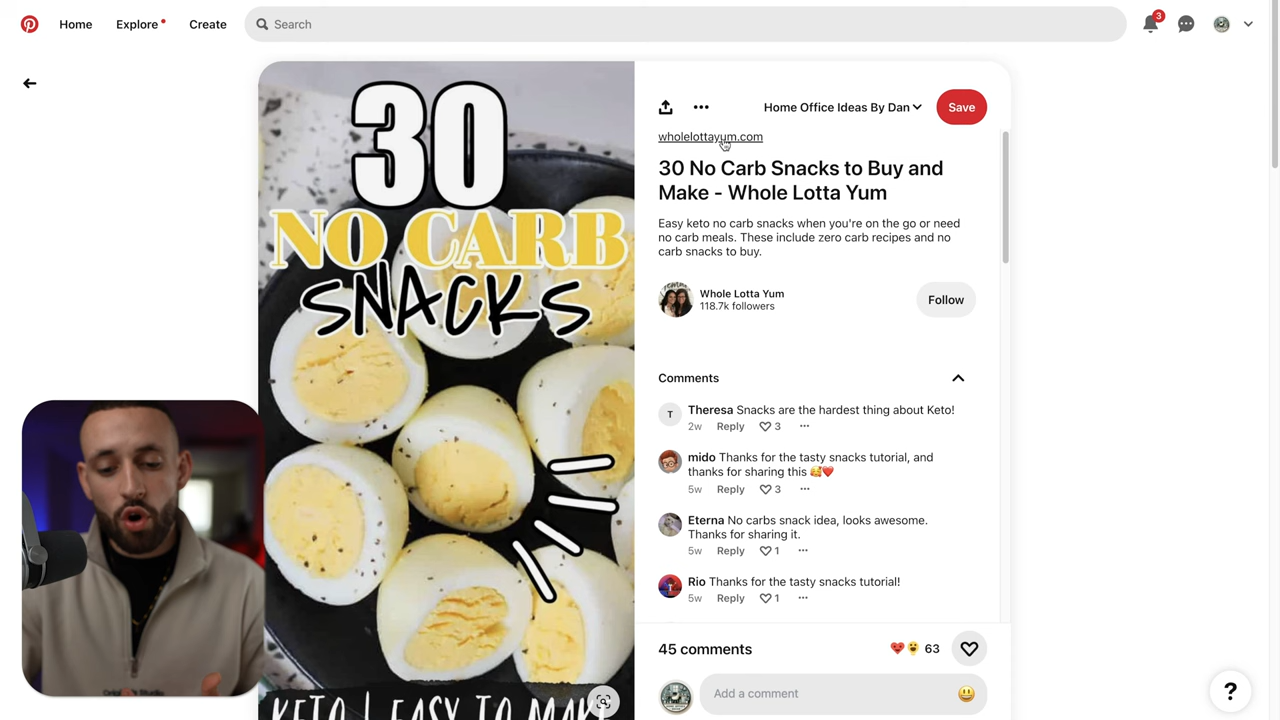 Home
Explore
Create
Search
3
30
NO CARB
SNACKS
KETO | EASY TO MAKE
Home Office Ideas By Dan
Save
wholelottayum.com
30 No Carb Snacks to Buy and
Make - Whole Lotta Yum
Easy keto no carb snacks when you're on the go or need
no carb meals. These include zero carb recipes and no
carb snacks to buy.
Whole Lotta Yum
118.7k followers
Follow
Comments
T
Theresa Snacks are the hardest thing about Keto!
2w Reply 3
mido Thanks for the tasty snacks tutorial, and
thanks for sharing this 🥰❤️
5w Reply 3
Eterna No carbs snack idea, looks awesome.
Thanks for sharing it.
5w Reply 1
Rio Thanks for the tasty snacks tutorial!
5w Reply 1
45 comments
63
Add a comment
?